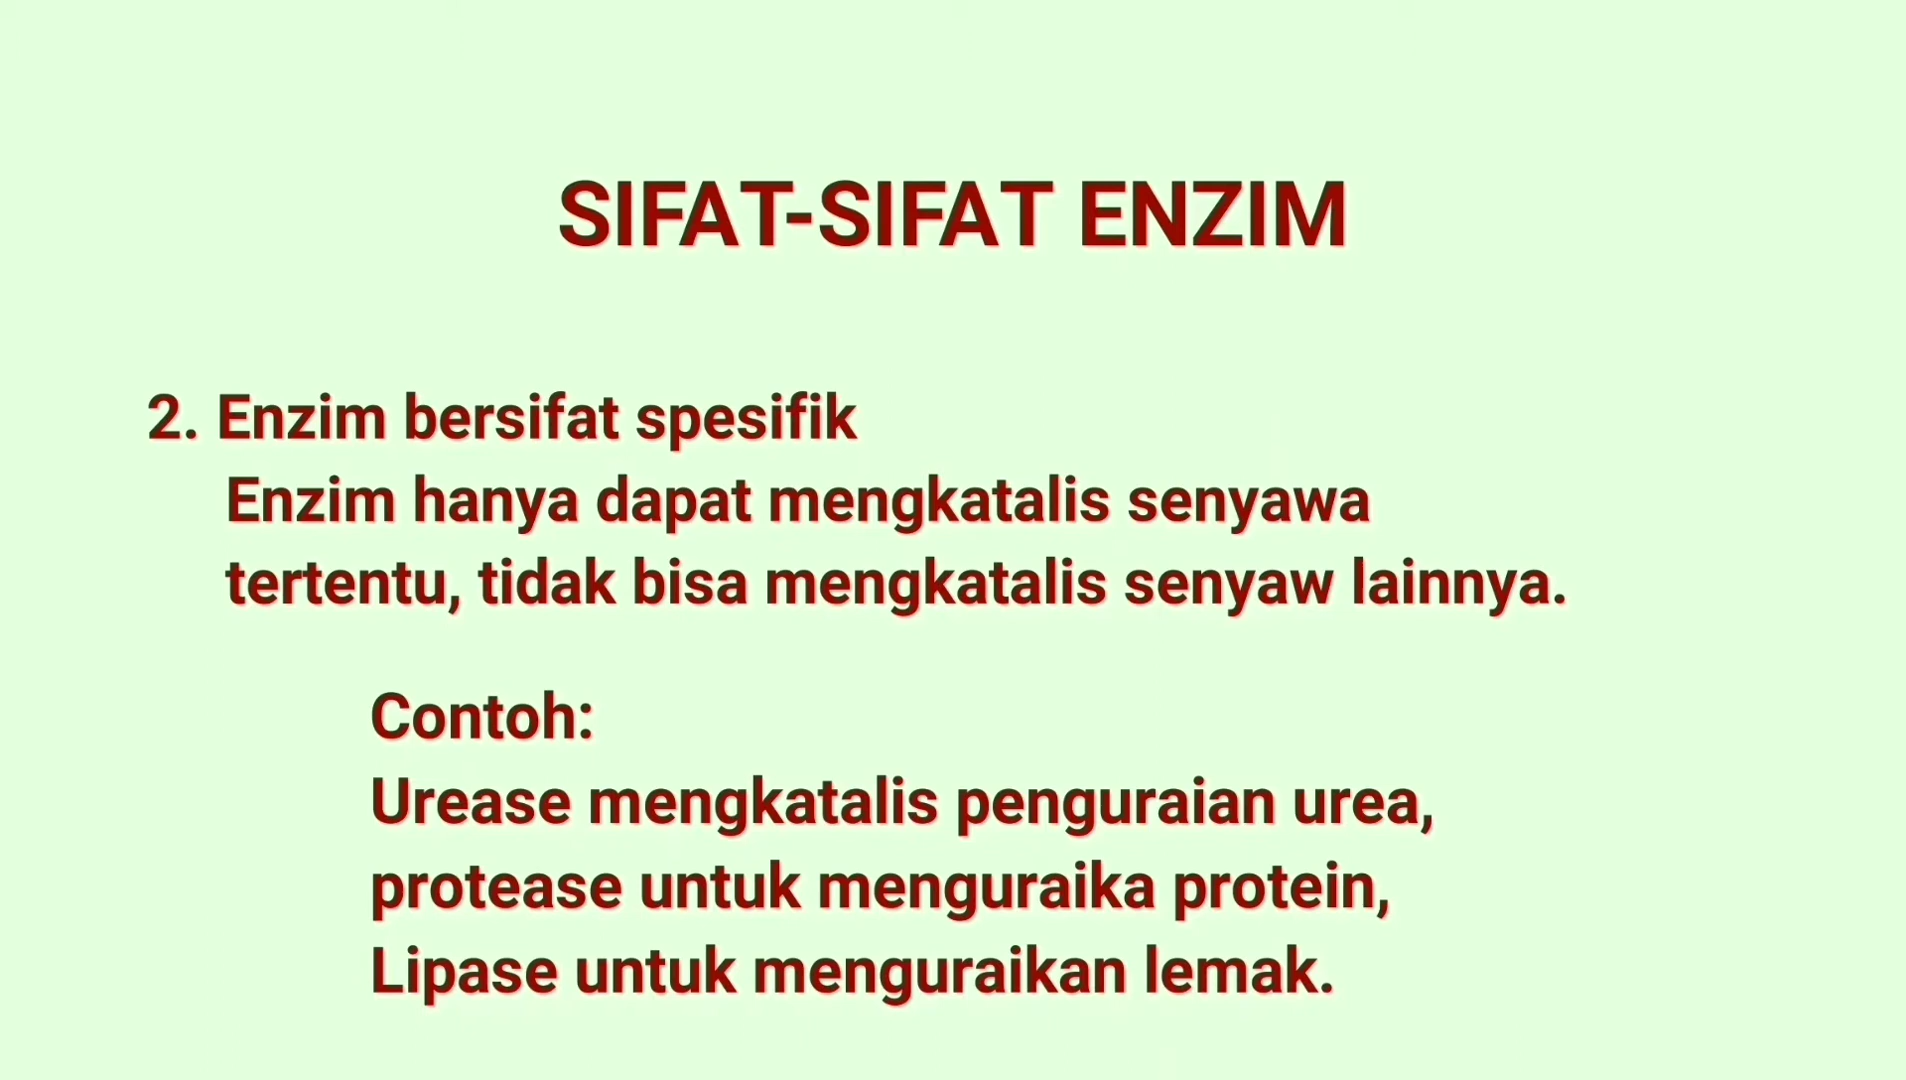 SIFAT-SIFAT ENZIM
2. Enzim bersifat spesifik
Enzim hanya dapat mengkatalis senyawa
tertentu, tidak bisa mengkatalis senyaw lainnya.
Contoh:
Urease mengkatalis penguraian urea,
protease untuk menguraika protein,
Lipase untuk menguraikan lemak.